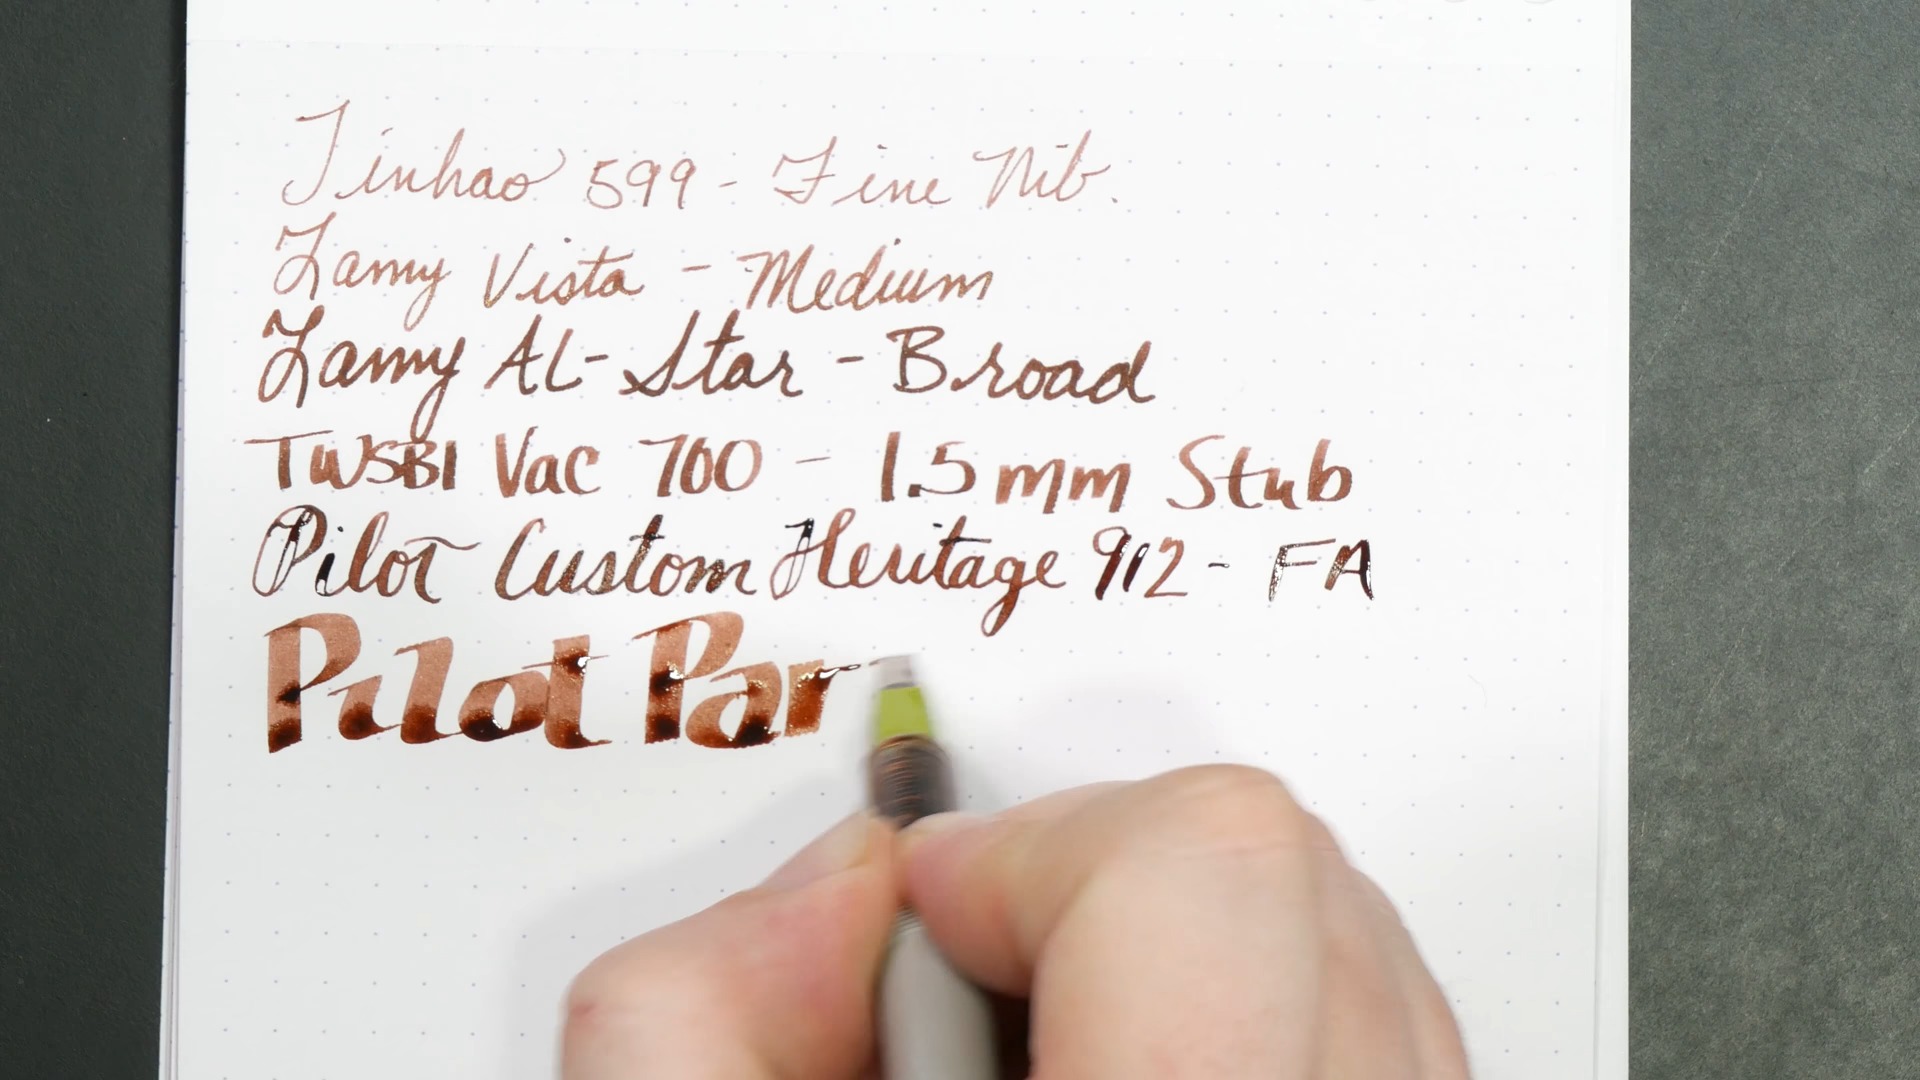 Jinhao 599 - Fine Nib.
Lamy Vista - Medium
Lamy AL-Star - Broad
TWSBI Vac 700 - 1.5mm Stub
Pilot Custom Heritage 912 - FA
Pilot Par